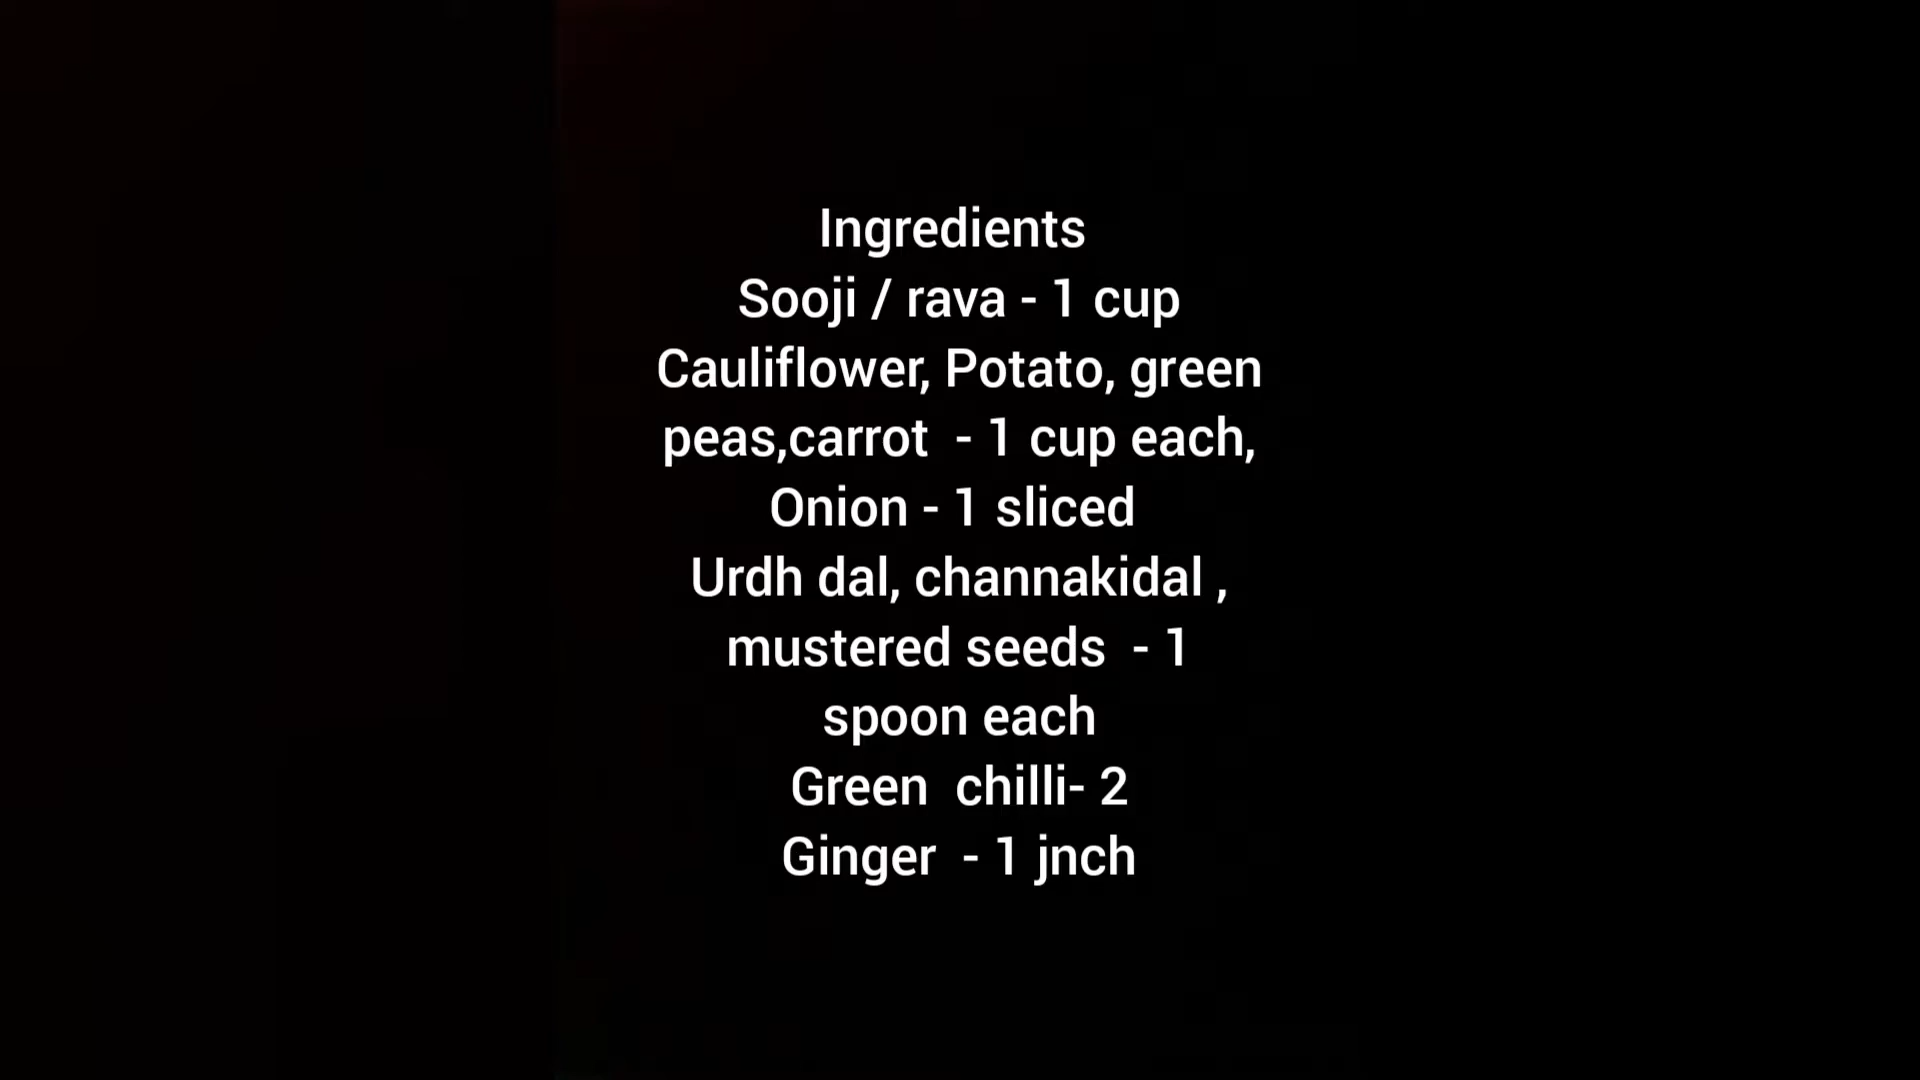 Ingredients
Sooji / rava - 1 cup
Cauliflower, Potato, green
peas,carrot  - 1 cup each,
Onion - 1 sliced
Urdh dal, channakidal ,
mustered seeds  - 1
spoon each
Green  chilli- 2
Ginger  - 1 jnch